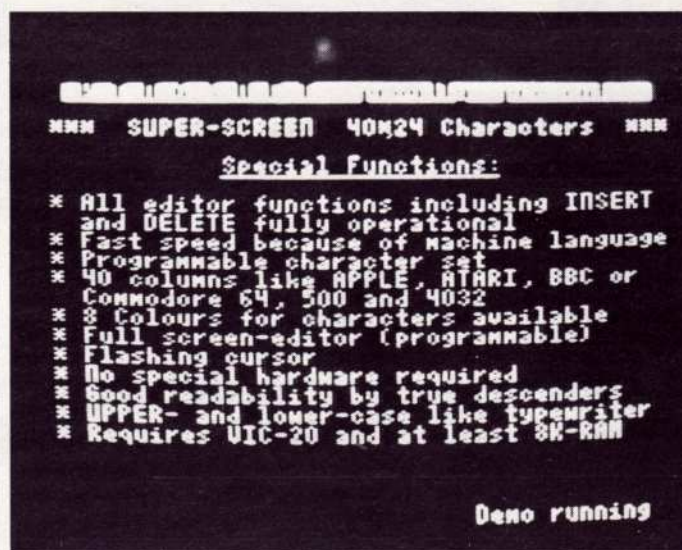 *** SUPER-SCREEN 40x24 Characters ***
Special Functions:
* All editor functions including INSERT
and DELETE fully operational
* Fast speed because of machine language
* Programmable character set
* 40 columns like APPLE, ATARI, BBC or
Commodore 64, 500 and 4032
* 8 Colours for characters available
* Full screen-editor (programmable)
* Flashing cursor
* No special hardware required
* Good readability by true descenders
* UPPER- and lower-case like typewriter
* Requires VIC-20 and at least 8K-RAM
Demo running